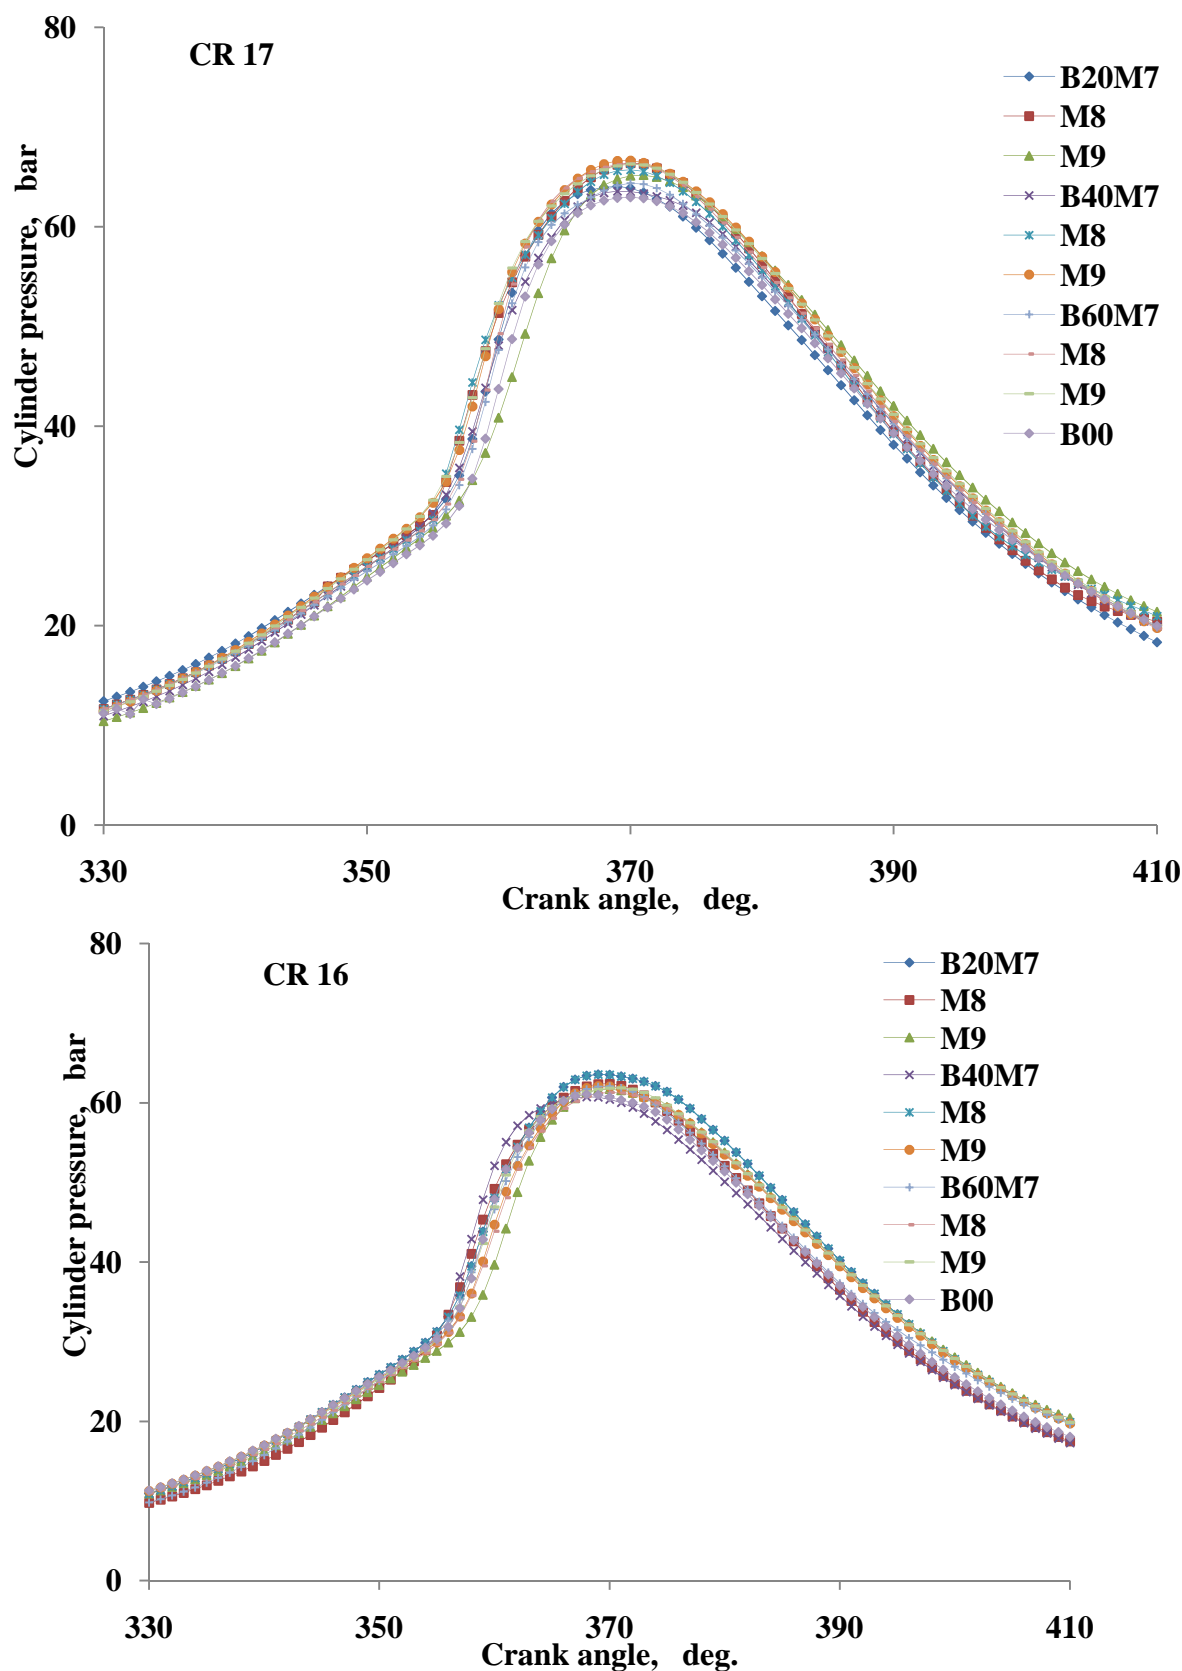 CR 17
80
60
40
20
0
Cylinder pressure, bar
B20M7
M8
M9
B40M7
M8
M9
B60M7
M8
M9
B00
330 350 370 390 410
Crank angle, deg.
CR 16
80
60
40
20
0
Cylinder pressure, bar
B20M7
M8
M9
B40M7
M8
M9
B60M7
M8
M9
B00
330 350 370 390 410
Crank angle, deg.